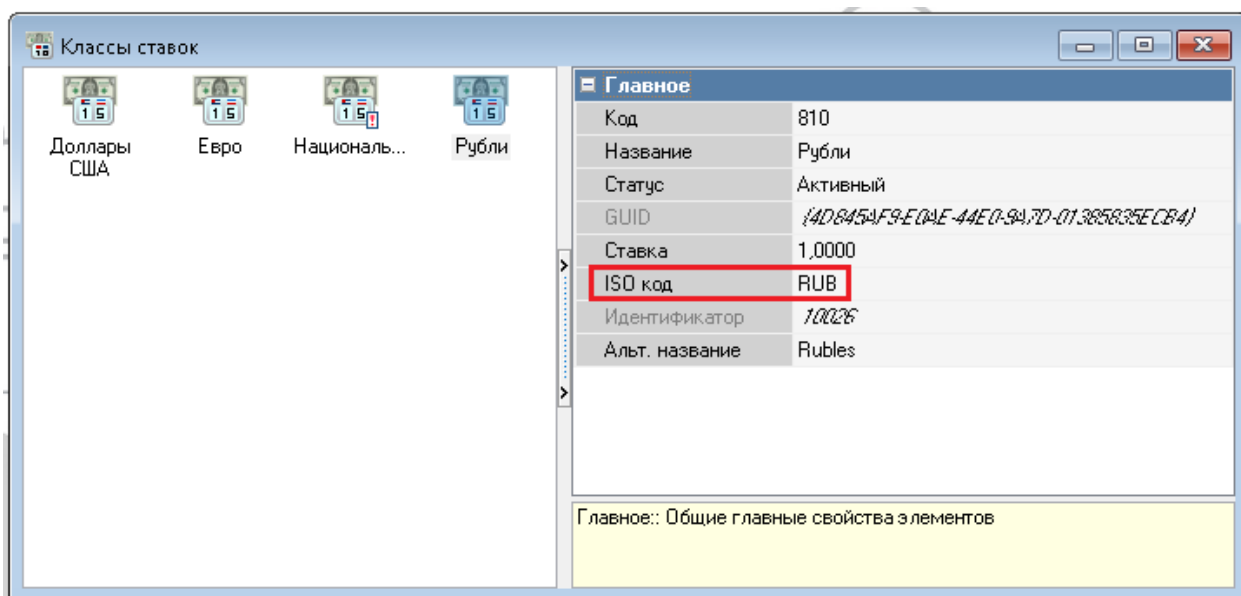 Классы ставок
Доллары США
Евро
Националь...
Рубли
Главное
Код 810
Название Рубли
Статус Активный
GUID {4D845AF9-E0AE-44E0-9A7D-01385835ECB4}
Ставка 1,0000
ISO код RUB
Идентификатор 10026
Альт. название Rubles
Главное:: Общие главные свойства элементов